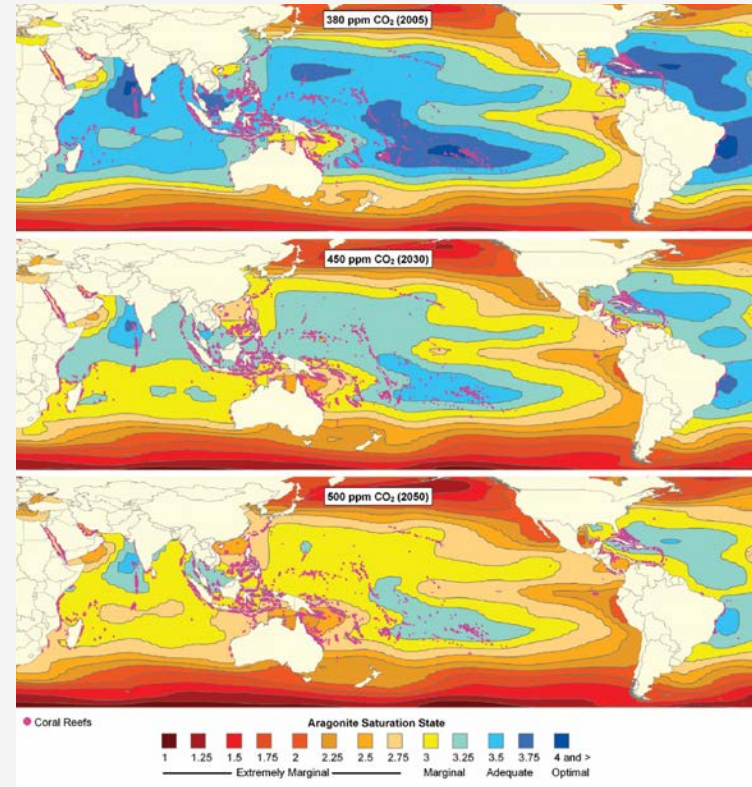 380 ppm CO₂ (2005)
450 ppm CO₂ (2030)
500 ppm CO₂ (2050)
Coral Reefs
Aragonite Saturation State
1 1.25 1.5 1.75 2 2.25 2.5 2.75 3 3.25 3.5 3.75 4 and >
Extremely Marginal Marginal Adequate Optimal